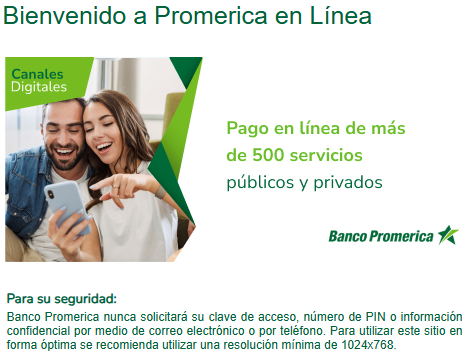 Bienvenido a Promerica en Línea
Canales
Digitales
Pago en línea de más
de 500 servicios
públicos y privados
Banco Promerica
Para su seguridad:
Banco Promerica nunca solicitará su clave de acceso, número de PIN o información
confidencial por medio de correo electrónico o por teléfono. Para utilizar este sitio en
forma óptima se recomienda utilizar una resolución mínima de 1024x768.